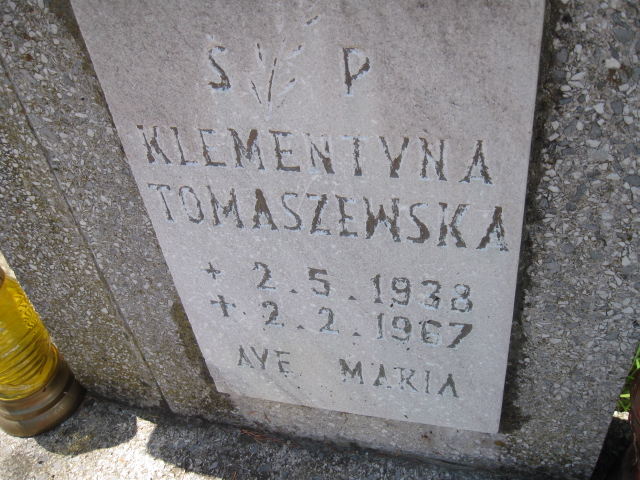 S P
KLEMENTYNA
TOMASZEWSKA
* 2.5.1938
+ 2.2.1967
AVE MARIA